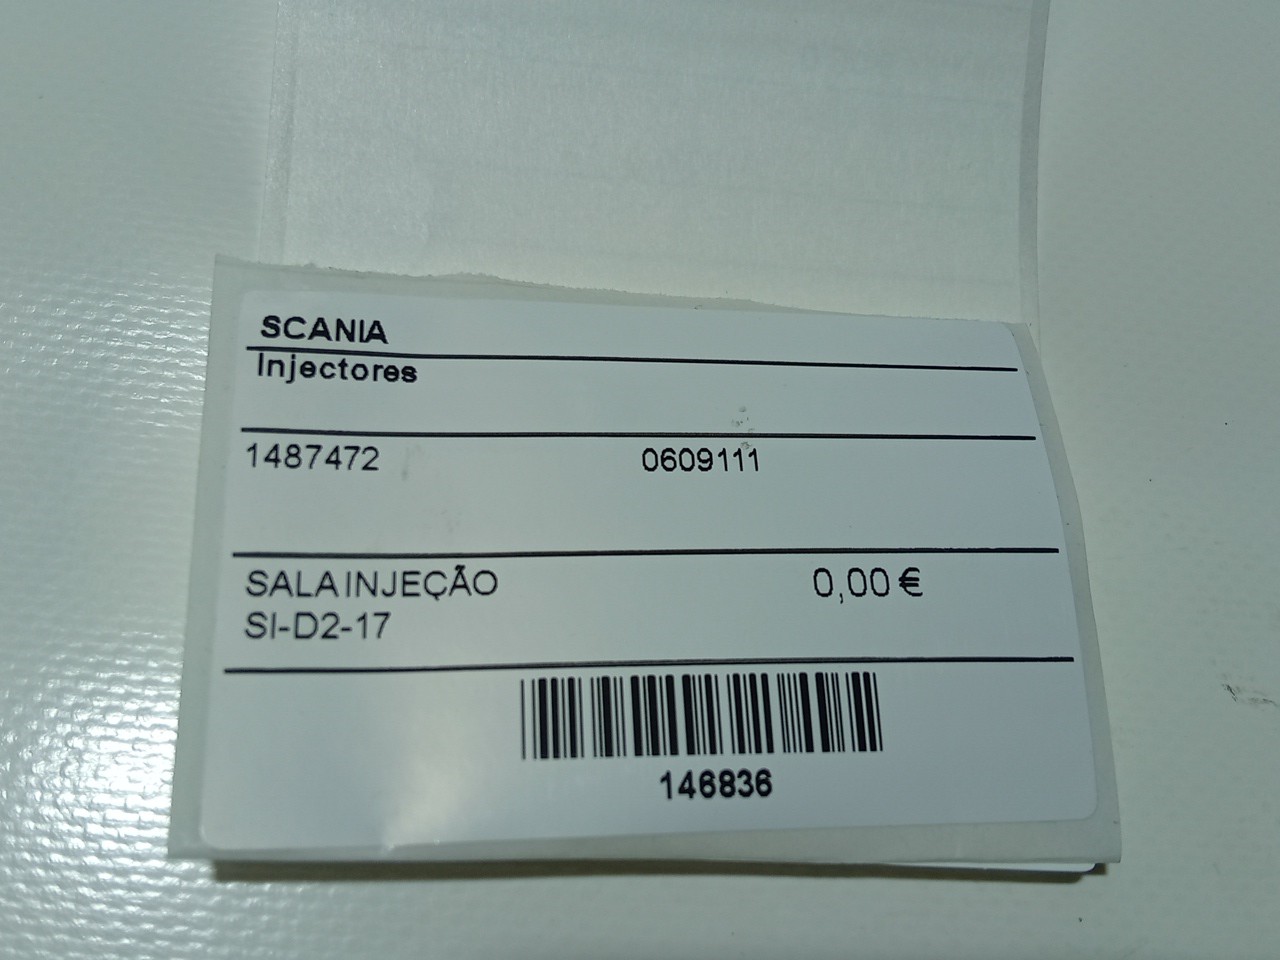 SCANIA
Injectores
1487472 0609111
SALA INJEÇÃO 0,00 €
SI-D2-17
146836